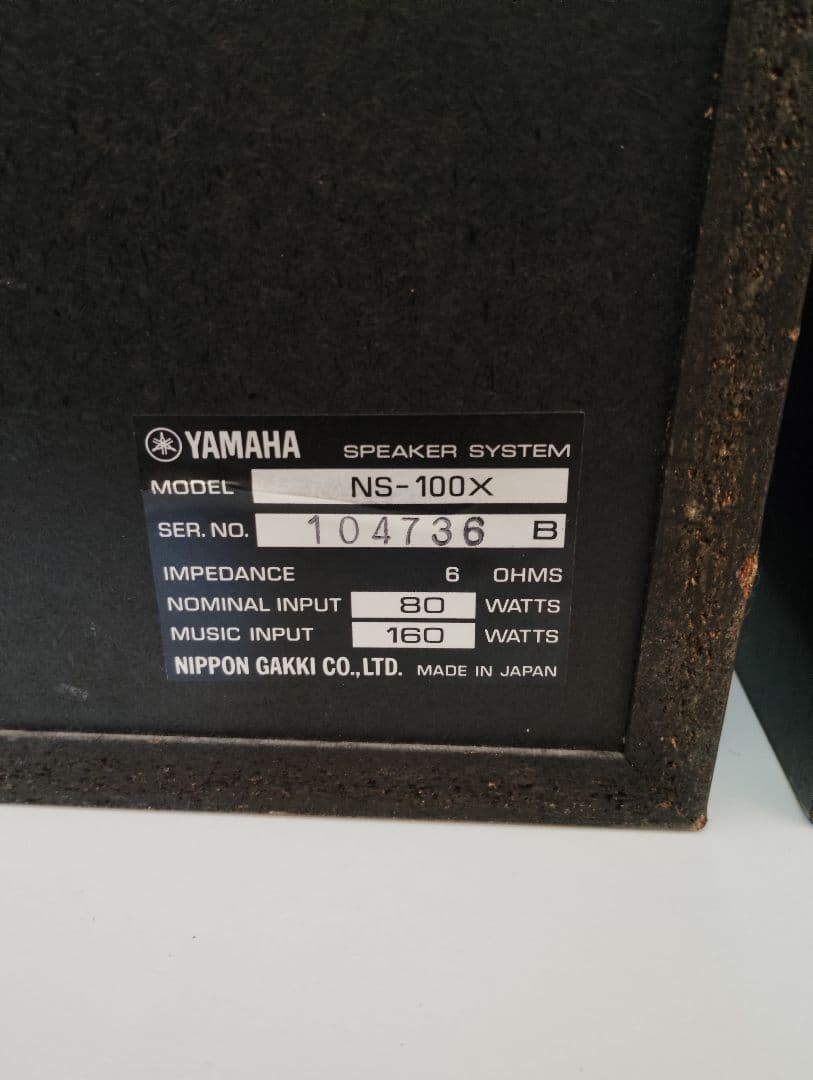 YAMAHA SPEAKER SYSTEM
MODEL NS-100X
SER. NO. 104736 B
IMPEDANCE 6 OHMS
NOMINAL INPUT 80 WATTS
MUSIC INPUT 160 WATTS
NIPPON GAKKI CO., LTD. MADE IN JAPAN